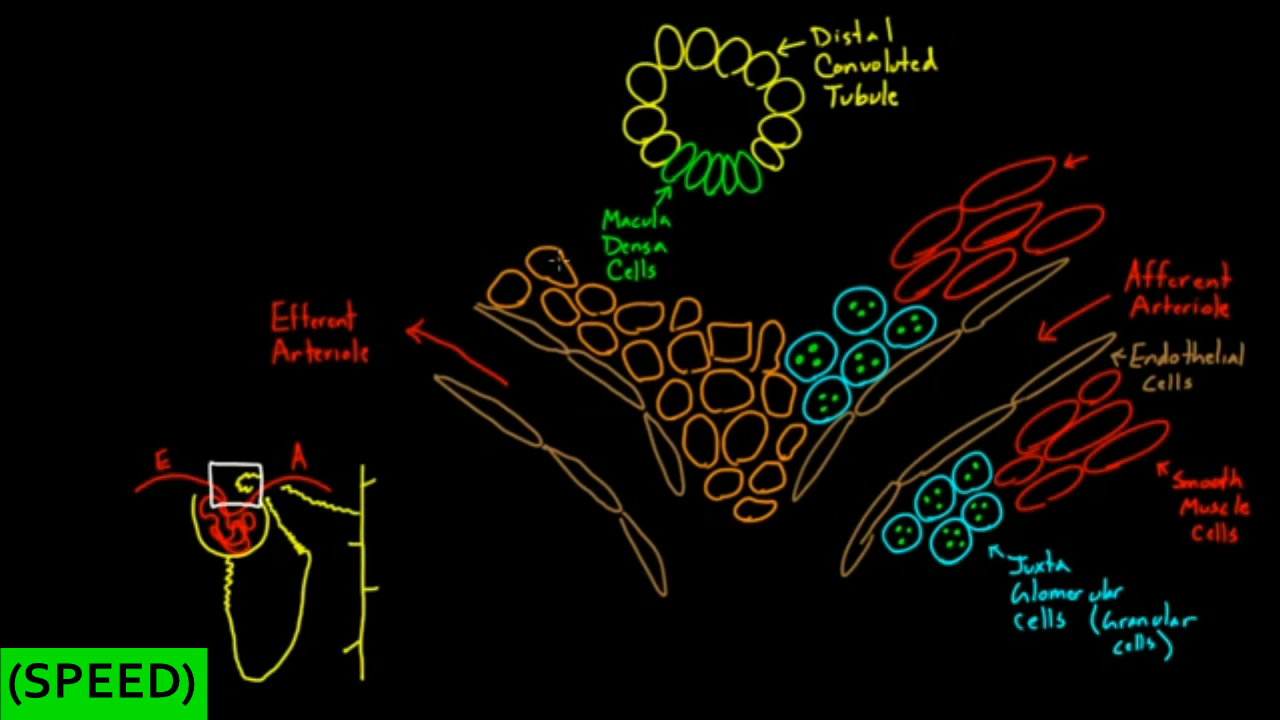 Distal
Convoluted
Tubule
Macula
Densa
Cells
Efferent
Arteriole
Afferent
Arteriole
Endothelial
Cells
Smooth
Muscle
Cells
Juxta
Glomerular
cells (Granular
cells)
E
A
(SPEED)